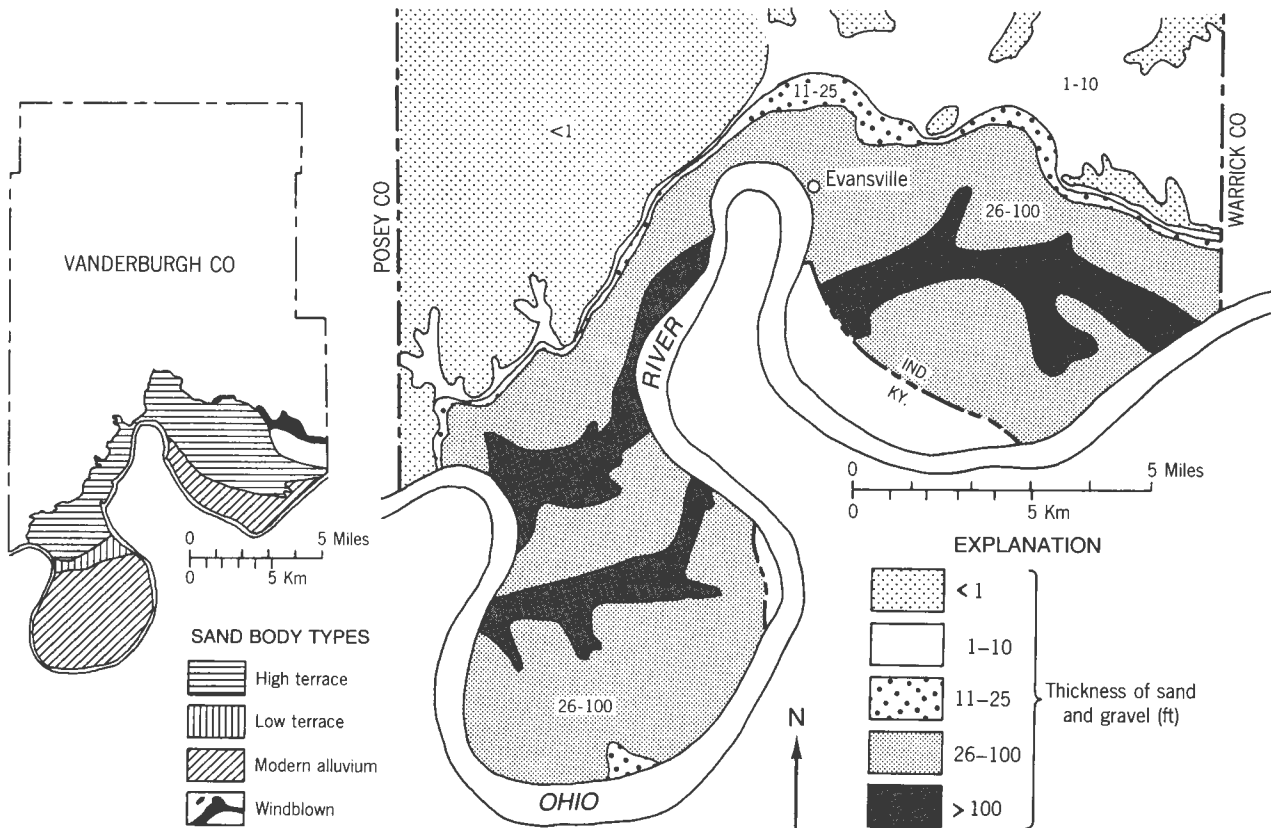 VANDERBURGH CO
0 5 Miles
0 5 Km
SAND BODY TYPES
High terrace
Low terrace
Modern alluvium
Windblown
POSEY CO
WARRICK CO
<1
11-25
1-10
Evansville
26-100
RIVER
IND
KY.
26-100
OHIO
N
0 5 Miles
0 5 Km
EXPLANATION
< 1
1–10
11–25
26–100
> 100
Thickness of sand
and gravel (ft)